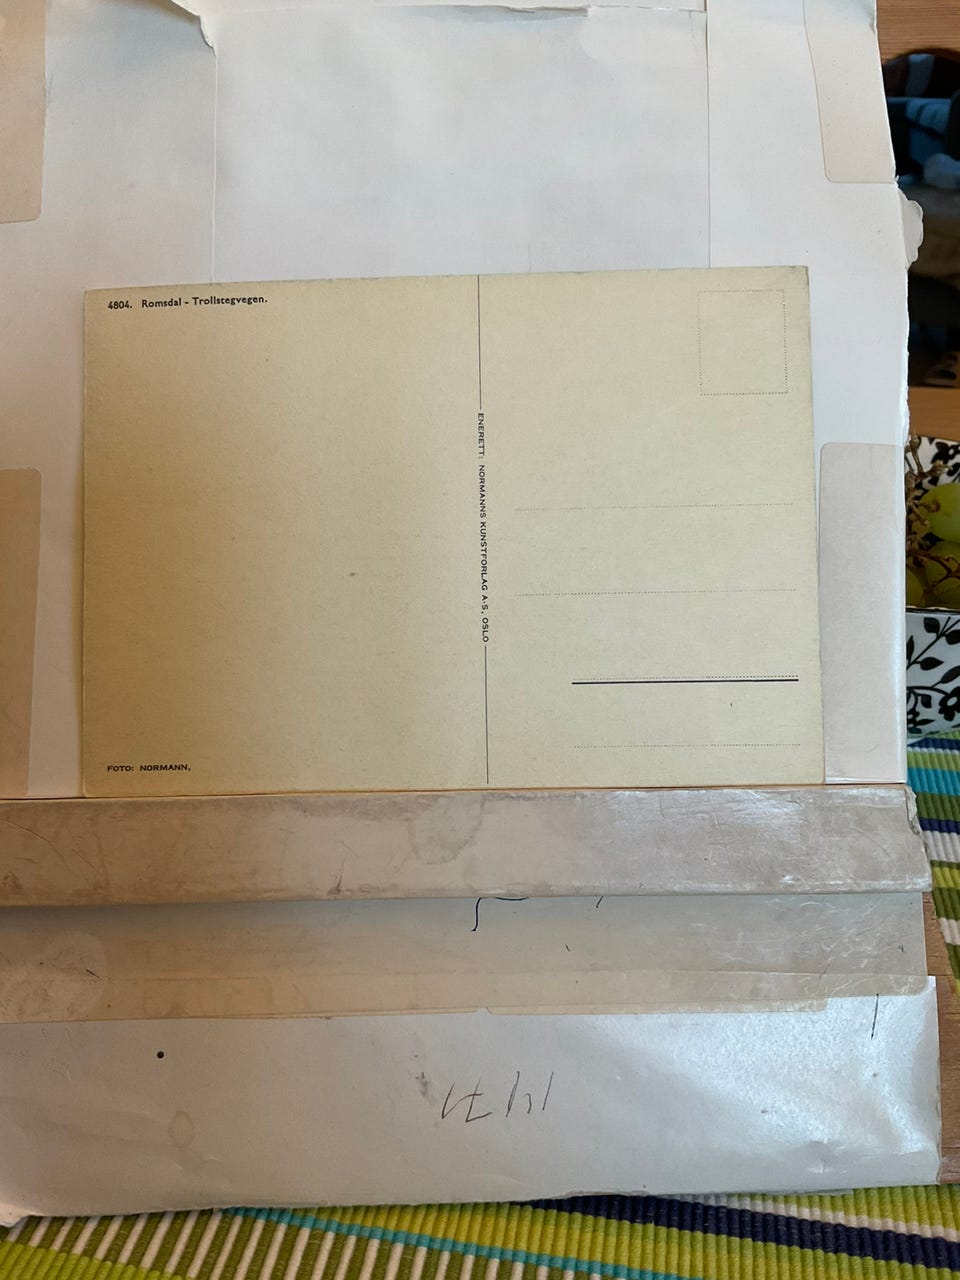 4804. Romsdal - Trollstegvegen.
ENERETT: NORMANNS KUNSTFORLAG A·S, OSLO
FOTO: NORMANN,